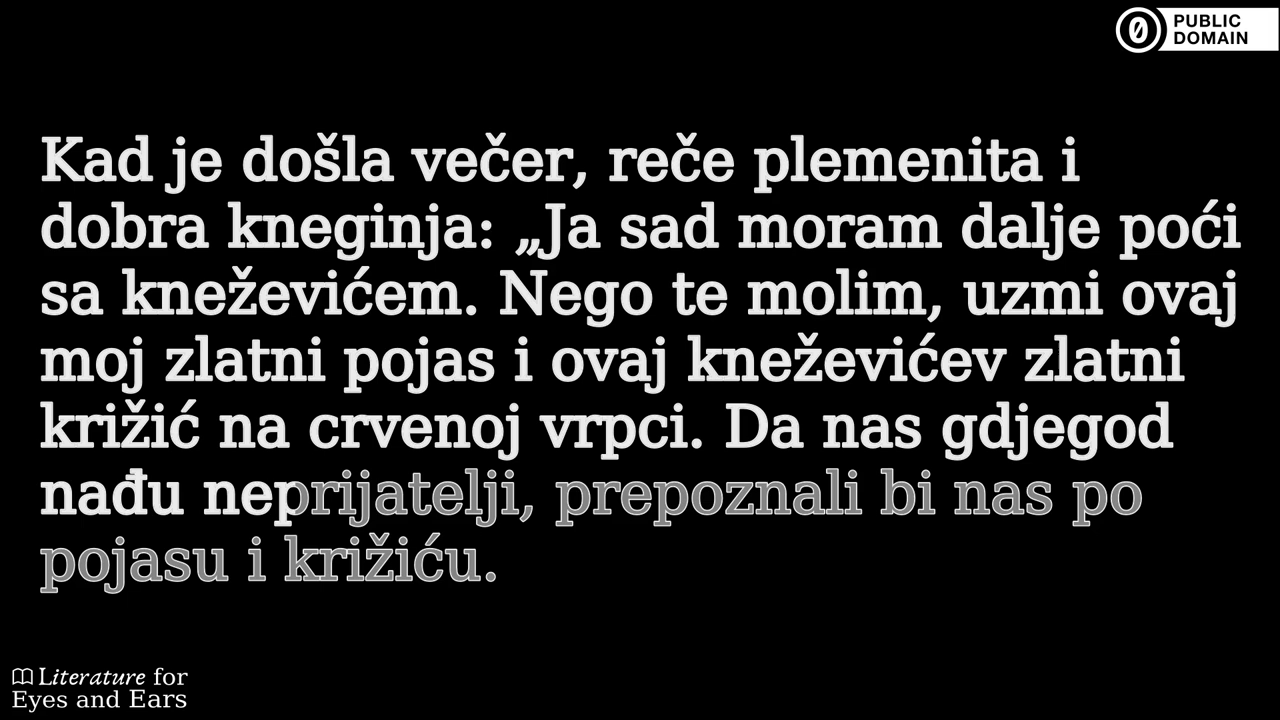 PUBLIC
DOMAIN
Kad je došla večer, reče plemenita i
dobra kneginja: „Ja sad moram dalje poći
sa kneževićem. Nego te molim, uzmi ovaj
moj zlatni pojas i ovaj kneževićev zlatni
križić na crvenoj vrpci. Da nas gdjegod
nađu neprijatelji, prepoznali bi nas po
pojasu i križiću.
Literature for
Eyes and Ears